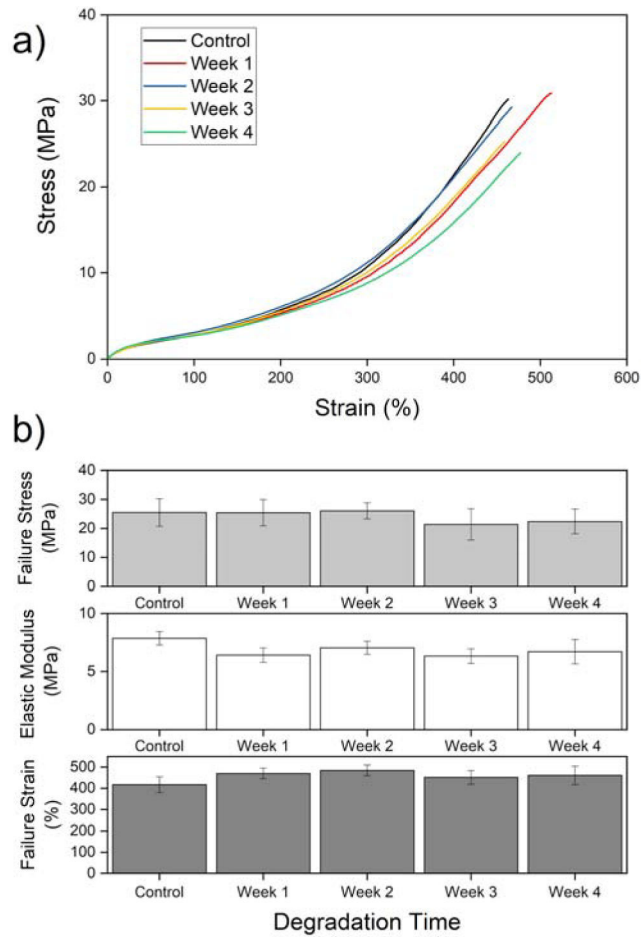 a)
Control
Week 1
Week 2
Week 3
Week 4
Stress (MPa)
40
30
20
10
0
0 100 200 300 400 500 600
Strain (%)
b)
Failure Stress
(MPa)
40
30
20
10
0
Control Week 1 Week 2 Week 3 Week 4
Elastic Modulus
(MPa)
10
5
0
Control Week 1 Week 2 Week 3 Week 4
Failure Strain
(%)
500
400
300
200
100
0
Control Week 1 Week 2 Week 3 Week 4
Degradation Time